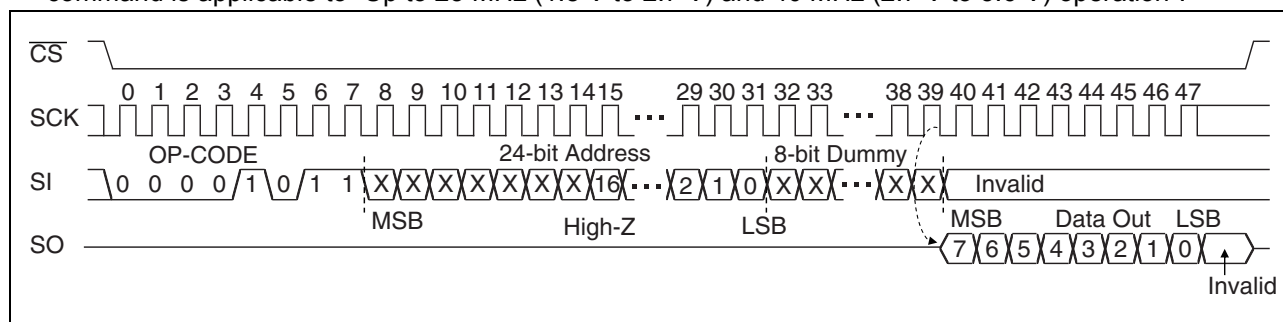 command is applicable to "Up to 25 MHz (1.8 V to 2.7 V) and 40 MHz (2.7 V to 3.6 V) operation".
CS
0 1 2 3 4 5 6 7 8 9 10 11 12 13 14 15 29 30 31 32 33 38 39 40 41 42 43 44 45 46 47
SCK
OP-CODE 24-bit Address 8-bit Dummy
SI 0 0 0 0 1 0 1 1 X X X X X X X 16 2 1 0 X X X X Invalid
MSB High-Z LSB MSB Data Out LSB
SO 7 6 5 4 3 2 1 0
Invalid